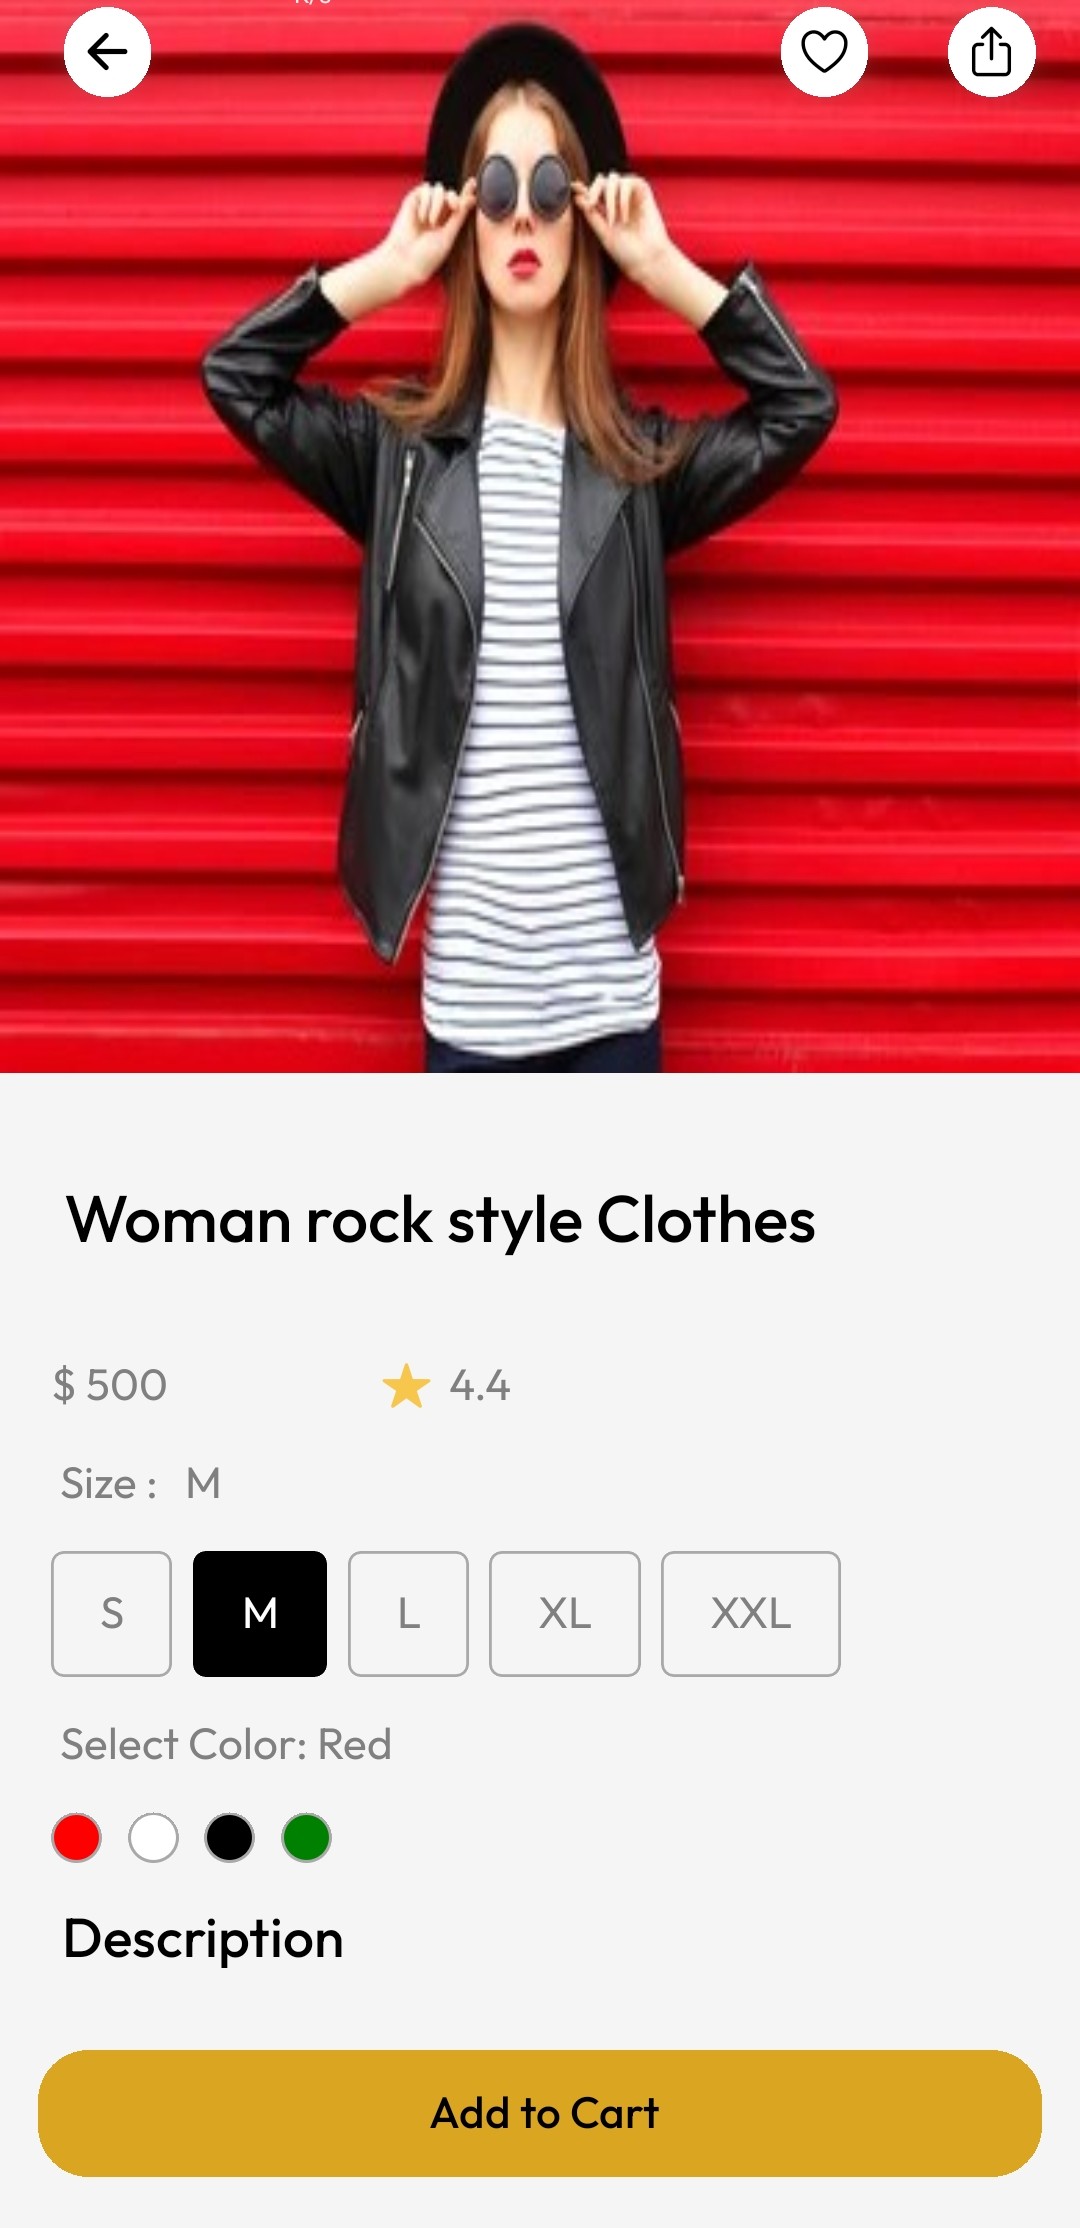 Woman rock style Clothes
$ 500 4.4
Size : M
S M L XL XXL
Select Color: Red
Description
Add to Cart